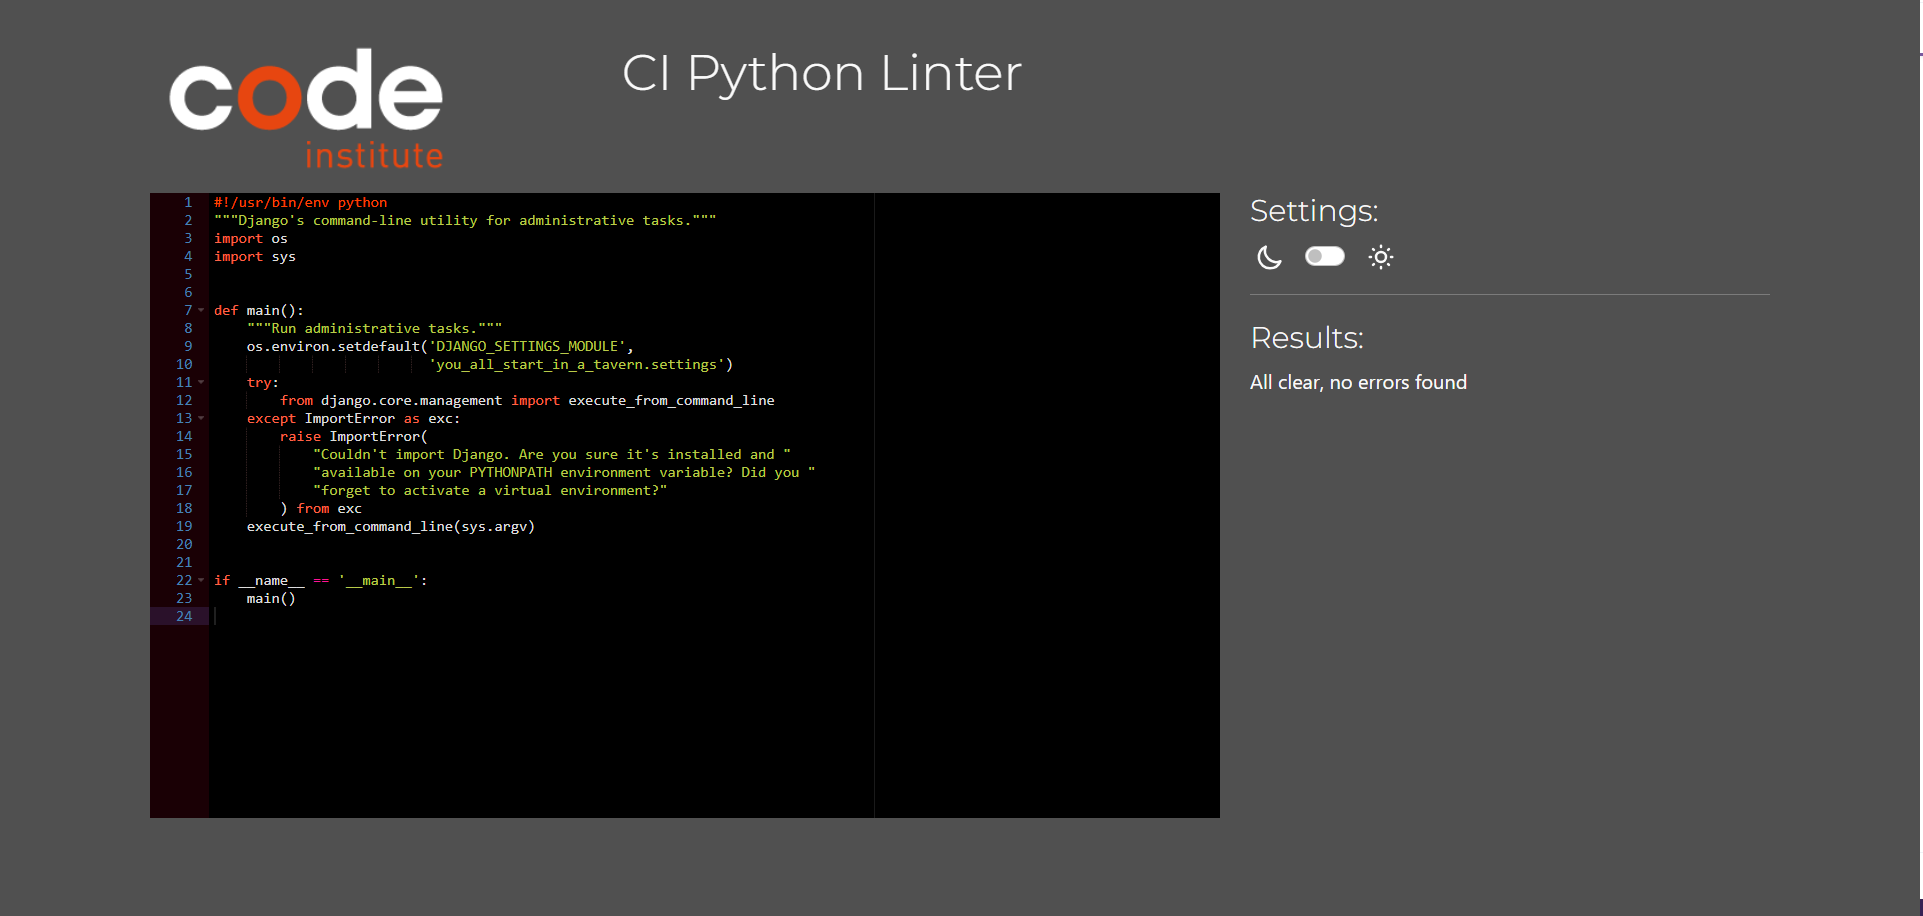 code
institute
CI Python Linter
1 #!/usr/bin/env python
2 """Django's command-line utility for administrative tasks."""
3 import os
4 import sys
5
6
7 def main():
8     """Run administrative tasks."""
9     os.environ.setdefault('DJANGO_SETTINGS_MODULE',
10                           'you_all_start_in_a_tavern.settings')
11     try:
12         from django.core.management import execute_from_command_line
13     except ImportError as exc:
14         raise ImportError(
15             "Couldn't import Django. Are you sure it's installed and "
16             "available on your PYTHONPATH environment variable? Did you "
17             "forget to activate a virtual environment?"
18         ) from exc
19     execute_from_command_line(sys.argv)
20
21
22 if __name__ == '__main__':
23     main()
24
Settings:
Results:
All clear, no errors found